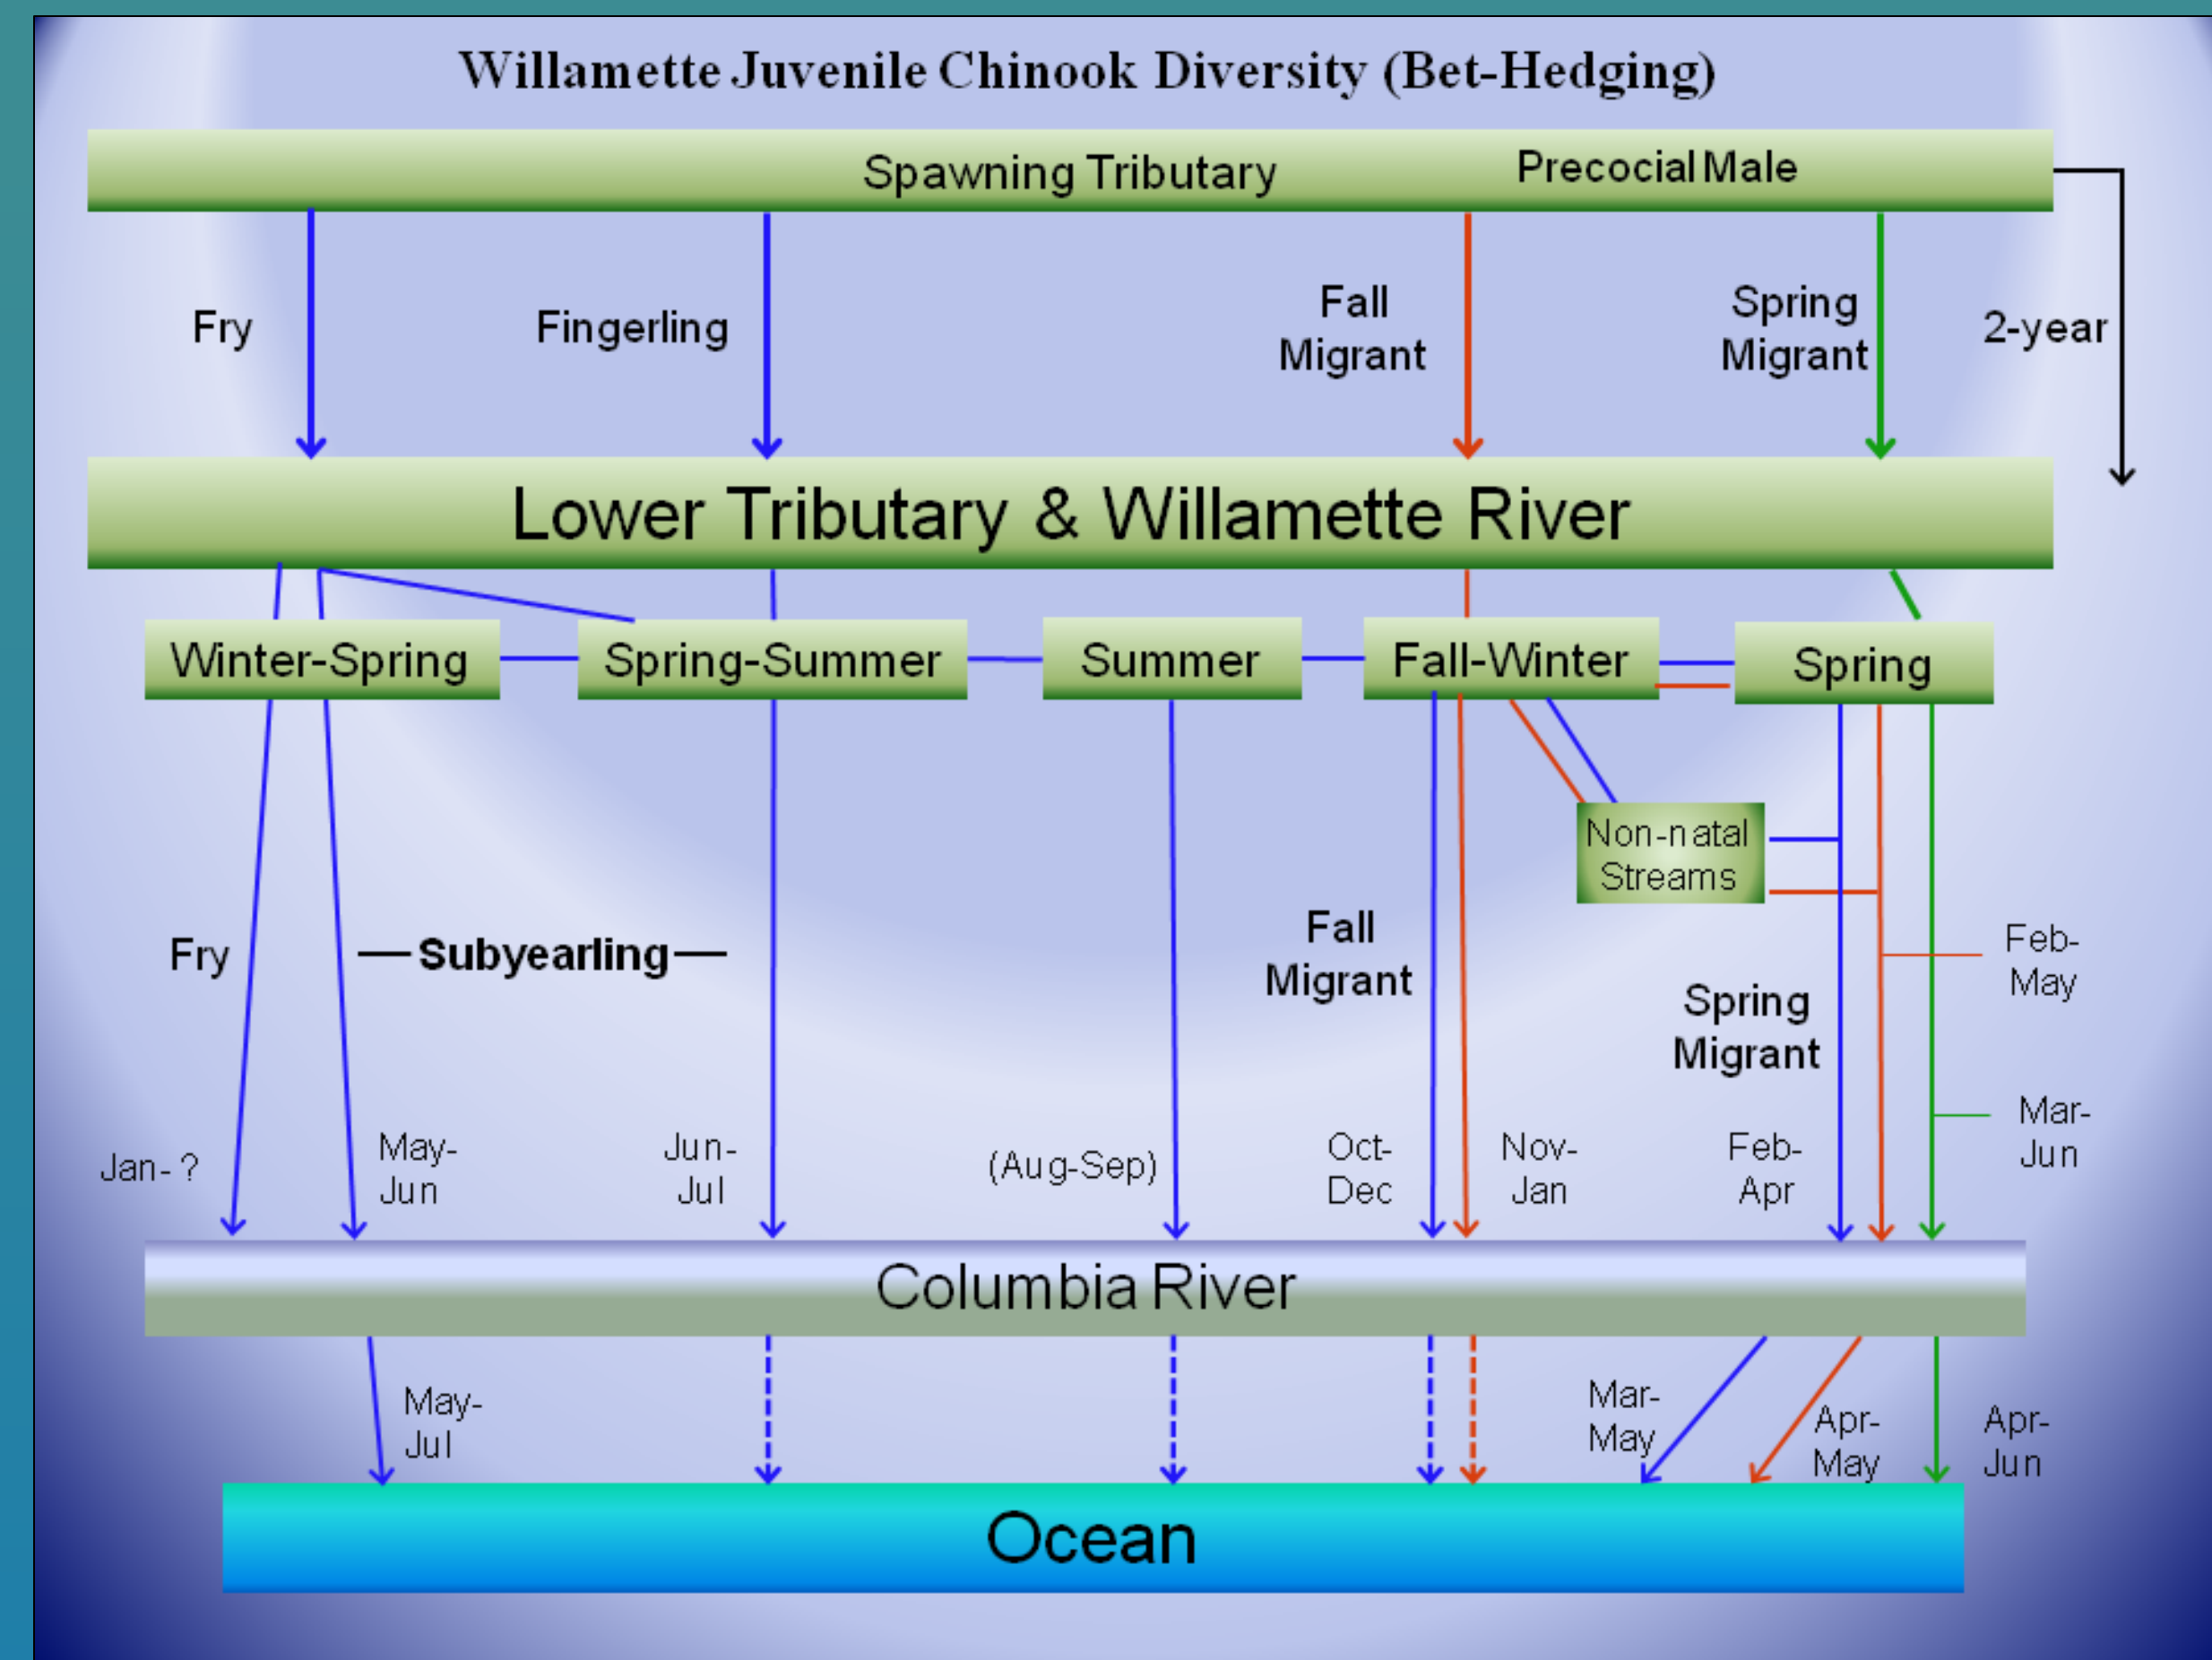 Willamette Juvenile Chinook Diversity (Bet-Hedging)
Spawning Tributary
Precocial Male
Fry
Fingerling
Fall
Migrant
Spring
Migrant
2-year
Lower Tributary & Willamette River
Winter-Spring
Spring-Summer
Summer
Fall-Winter
Spring
Non-natal
Streams
Fry
Subyearling
Fall
Migrant
Spring
Migrant
Feb-
May
Mar-
Jun
Jan- ?
May-
Jun
Jun-
Jul
(Aug-Sep)
Oct-
Dec
Nov-
Jan
Feb-
Apr
Columbia River
May-
Jul
Mar-
May
Apr-
May
Apr-
Jun
Ocean